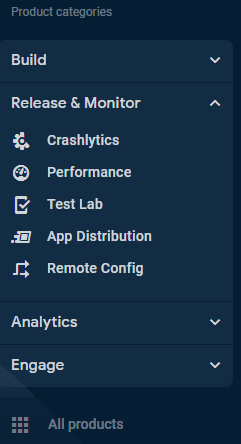 Product categories
Build
Release & Monitor
Crashlytics
Performance
Test Lab
App Distribution
Remote Config
Analytics
Engage
All products